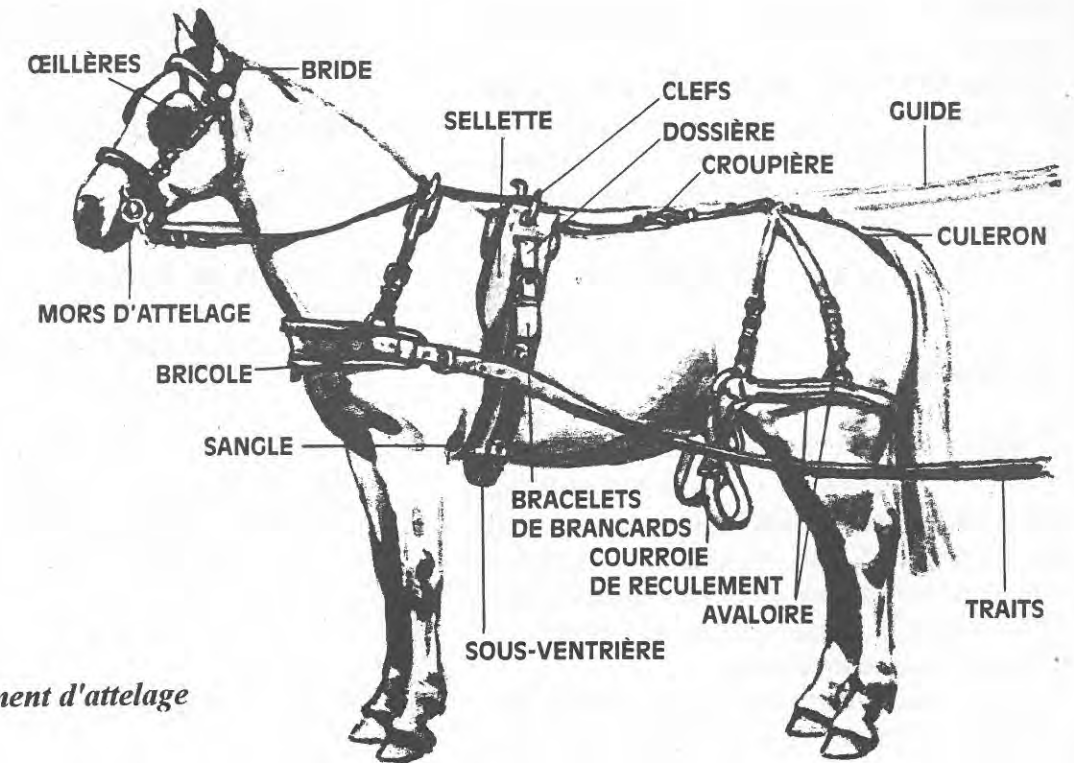 ŒILLÈRES
BRIDE
CLEFS
SELLETTE
DOSSIÈRE
GUIDE
CROUPIÈRE
CULERON
MORS D'ATTELAGE
BRICOLE
SANGLE
BRACELETS
DE BRANCARDS
COURROIE
DE RECULEMENT
AVALOIRE
TRAITS
SOUS-VENTRIÈRE
d'attelage